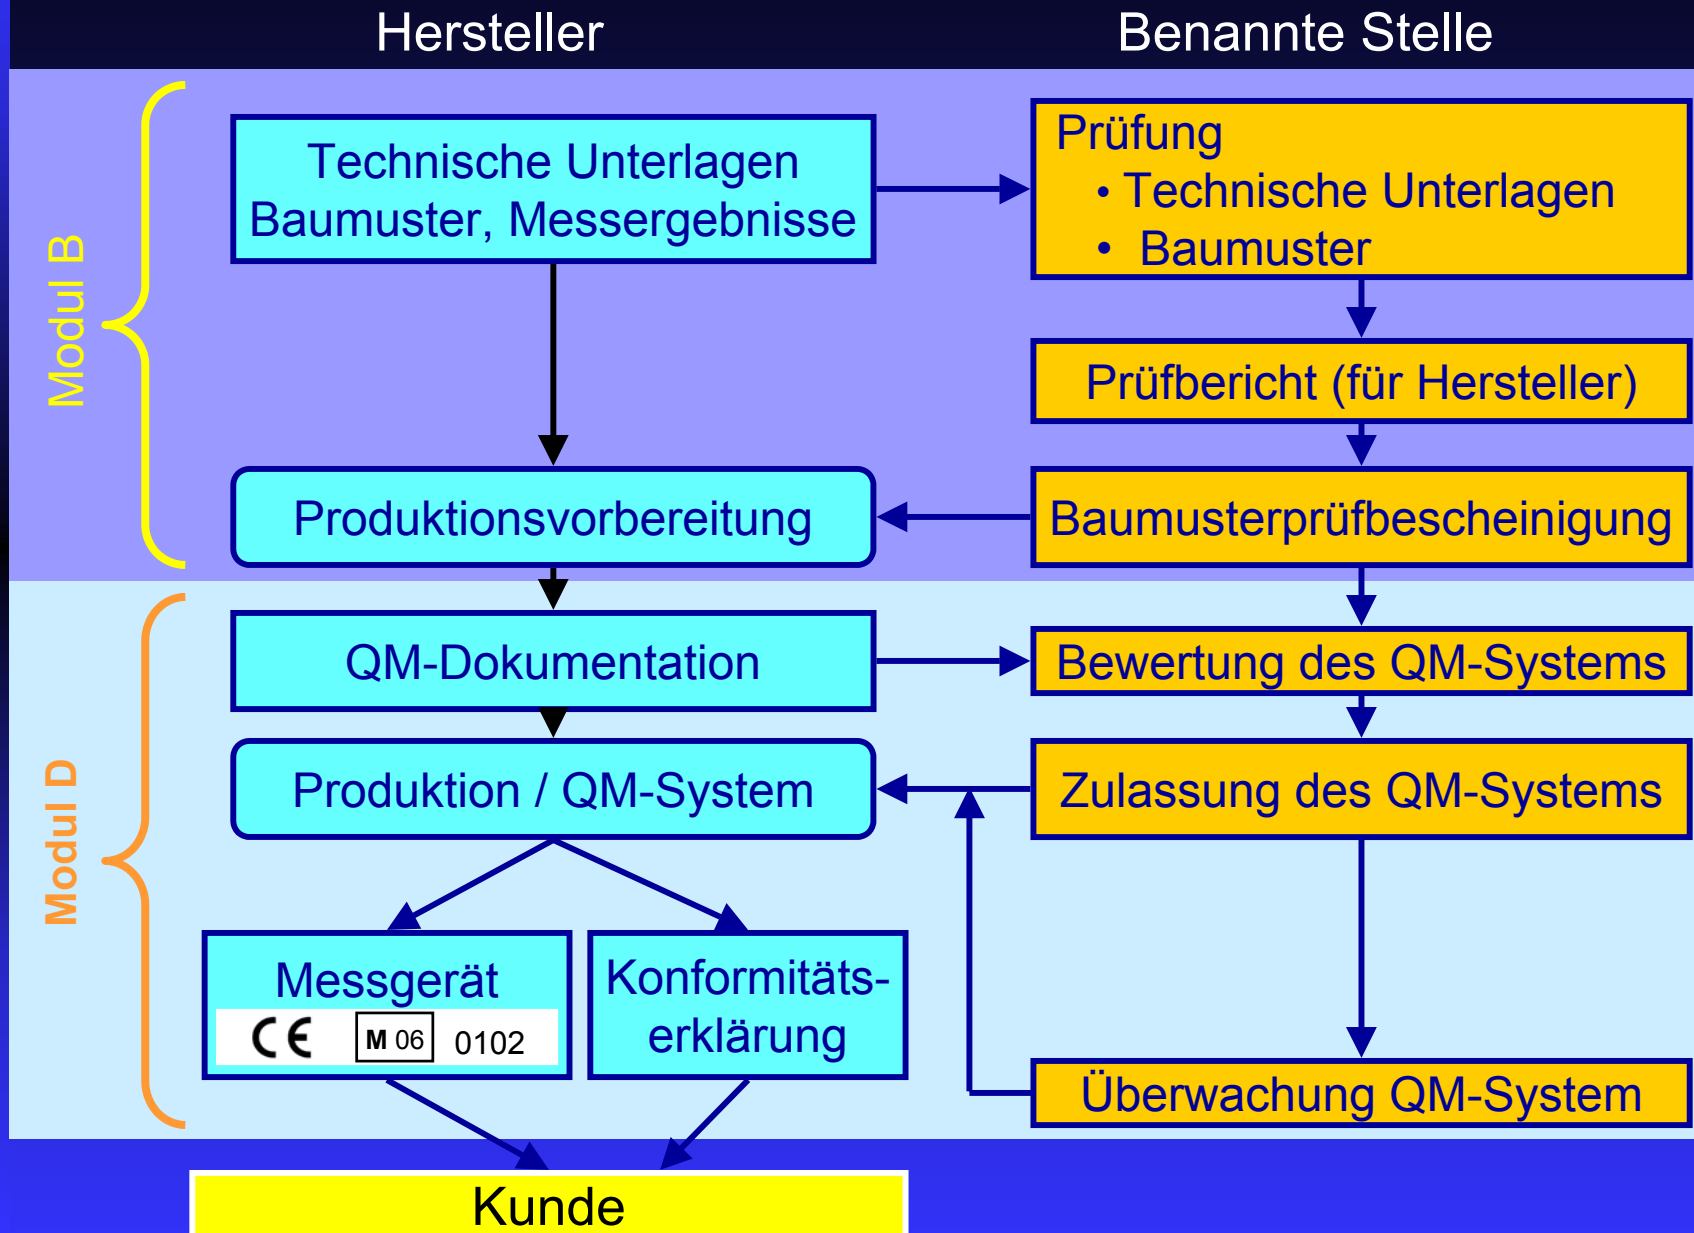 Hersteller
Benannte Stelle
Modul B
Technische Unterlagen
Baumuster, Messergebnisse
Prüfung
• Technische Unterlagen
• Baumuster
Prüfbericht (für Hersteller)
Produktionsvorbereitung
Baumusterprüfbescheinigung
Modul D
QM-Dokumentation
Bewertung des QM-Systems
Produktion / QM-System
Zulassung des QM-Systems
Messgerät
CE M 06 0102
Konformitäts-
erklärung
Überwachung QM-System
Kunde